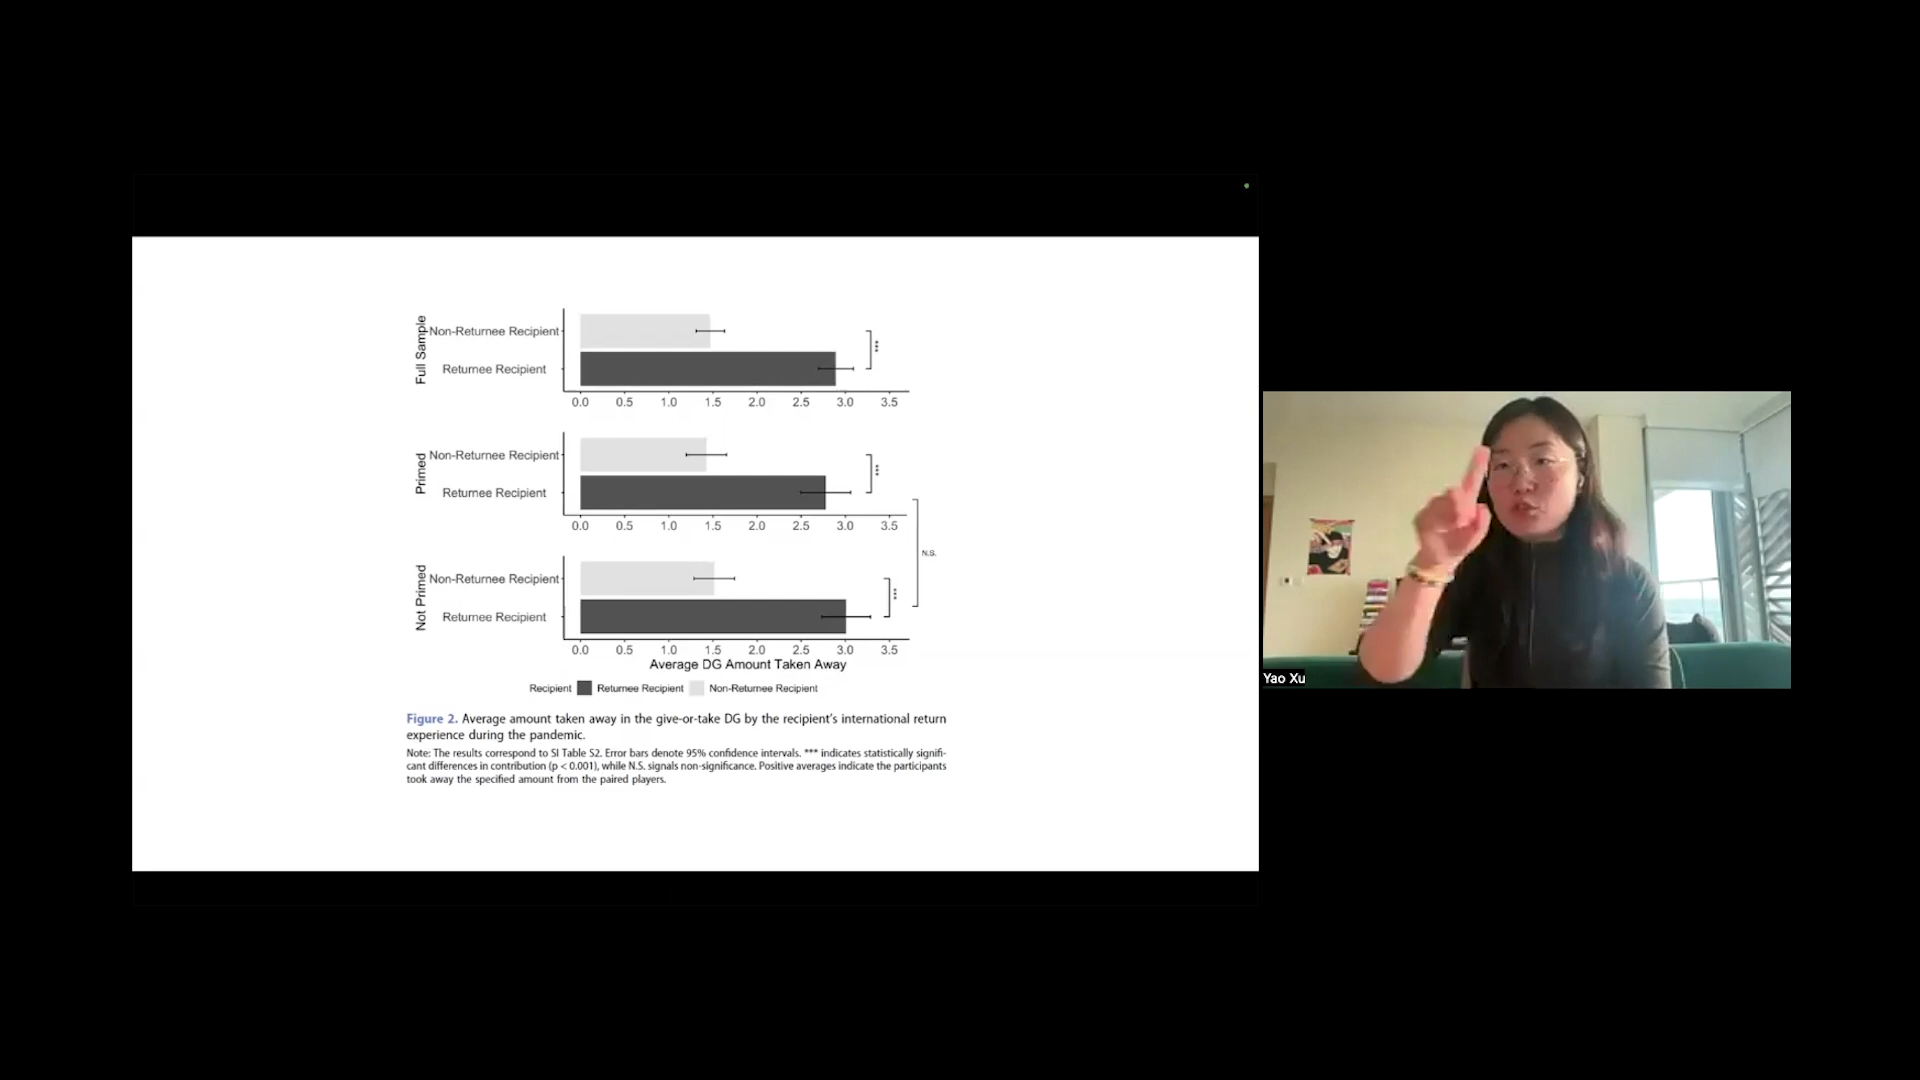 Full Sample
Non-Returnee Recipient
***
Returnee Recipient
0.0 0.5 1.0 1.5 2.0 2.5 3.0 3.5
Primed
Non-Returnee Recipient
***
Returnee Recipient
0.0 0.5 1.0 1.5 2.0 2.5 3.0 3.5
N.S.
Not Primed
Non-Returnee Recipient
***
Returnee Recipient
0.0 0.5 1.0 1.5 2.0 2.5 3.0 3.5
Average DG Amount Taken Away
Recipient Returnee Recipient Non-Returnee Recipient
Figure 2. Average amount taken away in the give-or-take DG by the recipient's international return
experience during the pandemic.
Note: The results correspond to SI Table S2. Error bars denote 95% confidence intervals. *** indicates statistically signifi-
cant differences in contribution (p < 0.001), while N.S. signals non-significance. Positive averages indicate the participants
took away the specified amount from the paired players.
Yao Xu